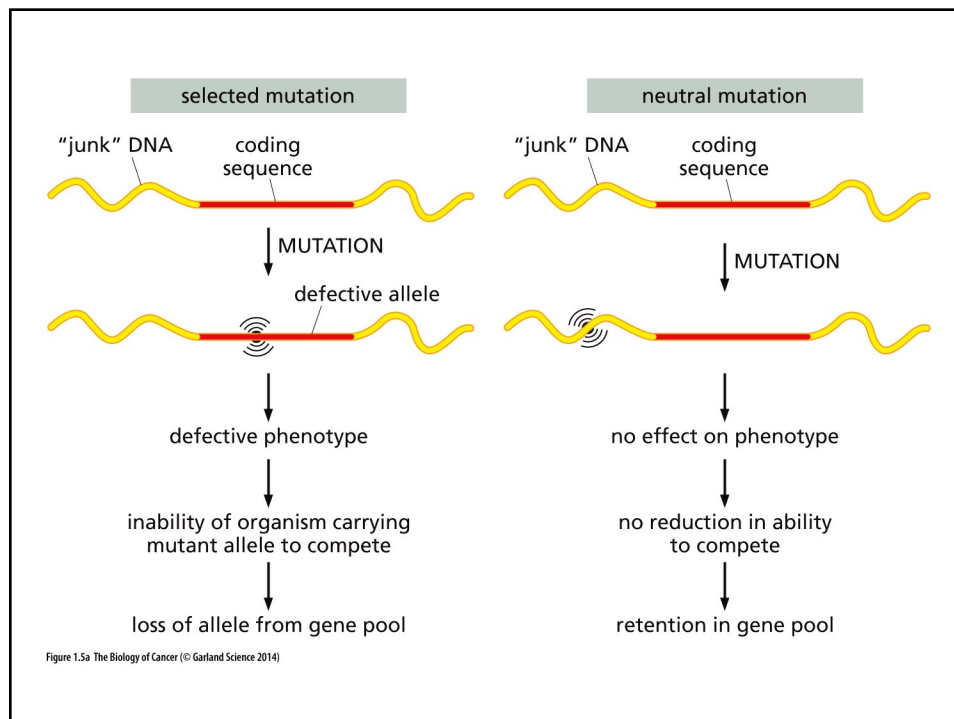 selected mutation
"junk" DNA
coding
sequence
MUTATION
defective allele
defective phenotype
inability of organism carrying
mutant allele to compete
loss of allele from gene pool
neutral mutation
"junk" DNA
coding
sequence
MUTATION
no effect on phenotype
no reduction in ability
to compete
retention in gene pool
Figure 1.5a The Biology of Cancer (© Garland Science 2014)